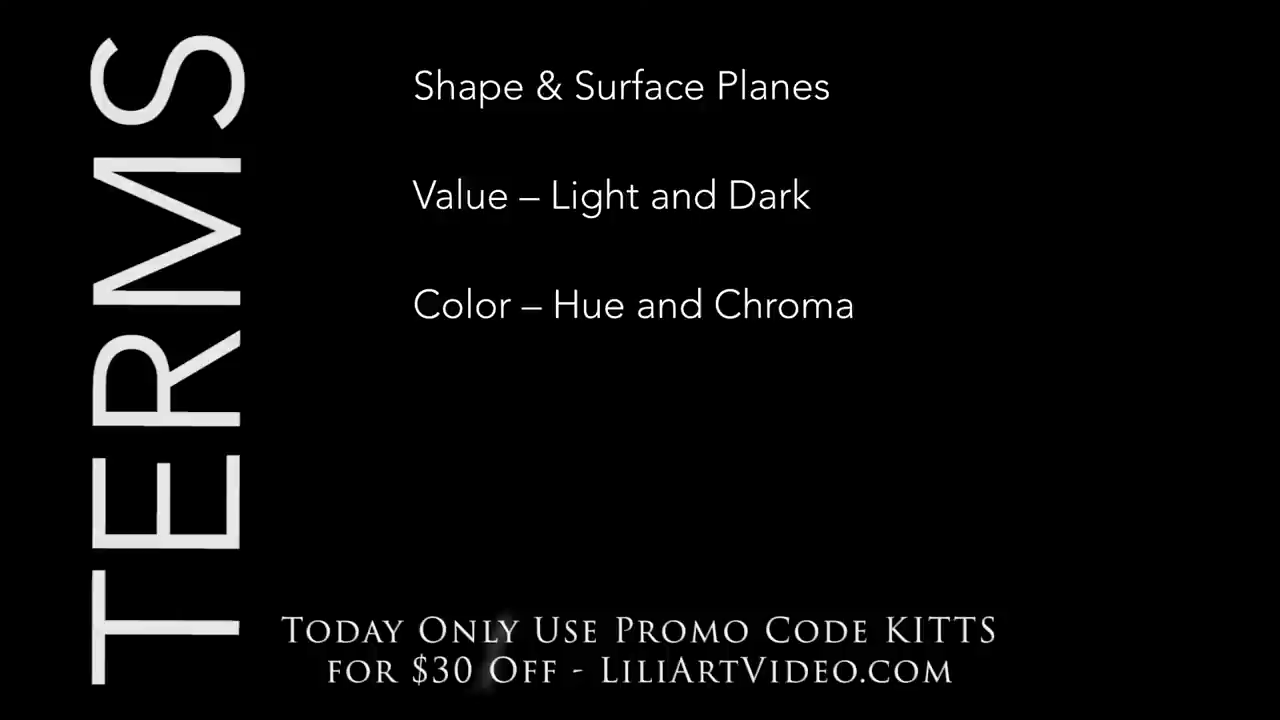 TERMS
Shape & Surface Planes
Value – Light and Dark
Color – Hue and Chroma
Today Only Use Promo Code KITTS
for $30 Off - LiliArtVideo.com